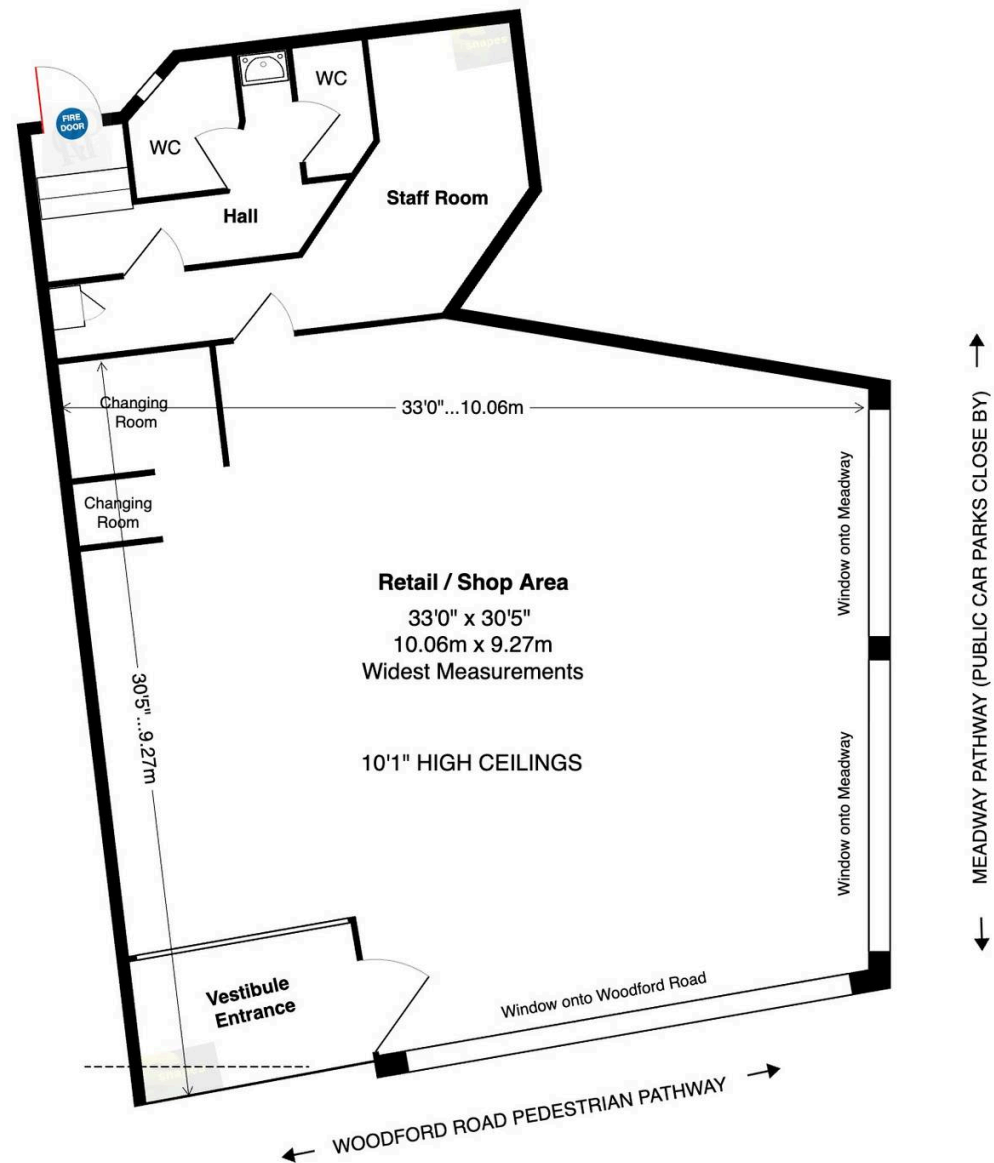 FIRE
DOOR
WC
WC
Hall
Staff Room
Changing
Room
33'0"...10.06m
Changing
Room
Retail / Shop Area
33'0" x 30'5"
10.06m x 9.27m
Widest Measurements
10'1" HIGH CEILINGS
30'5" ...9.27m
Window onto Meadway
Window onto Meadway
MEADWAY PATHWAY (PUBLIC CAR PARKS CLOSE BY)
Vestibule
Entrance
Window onto Woodford Road
WOODFORD ROAD PEDESTRIAN PATHWAY